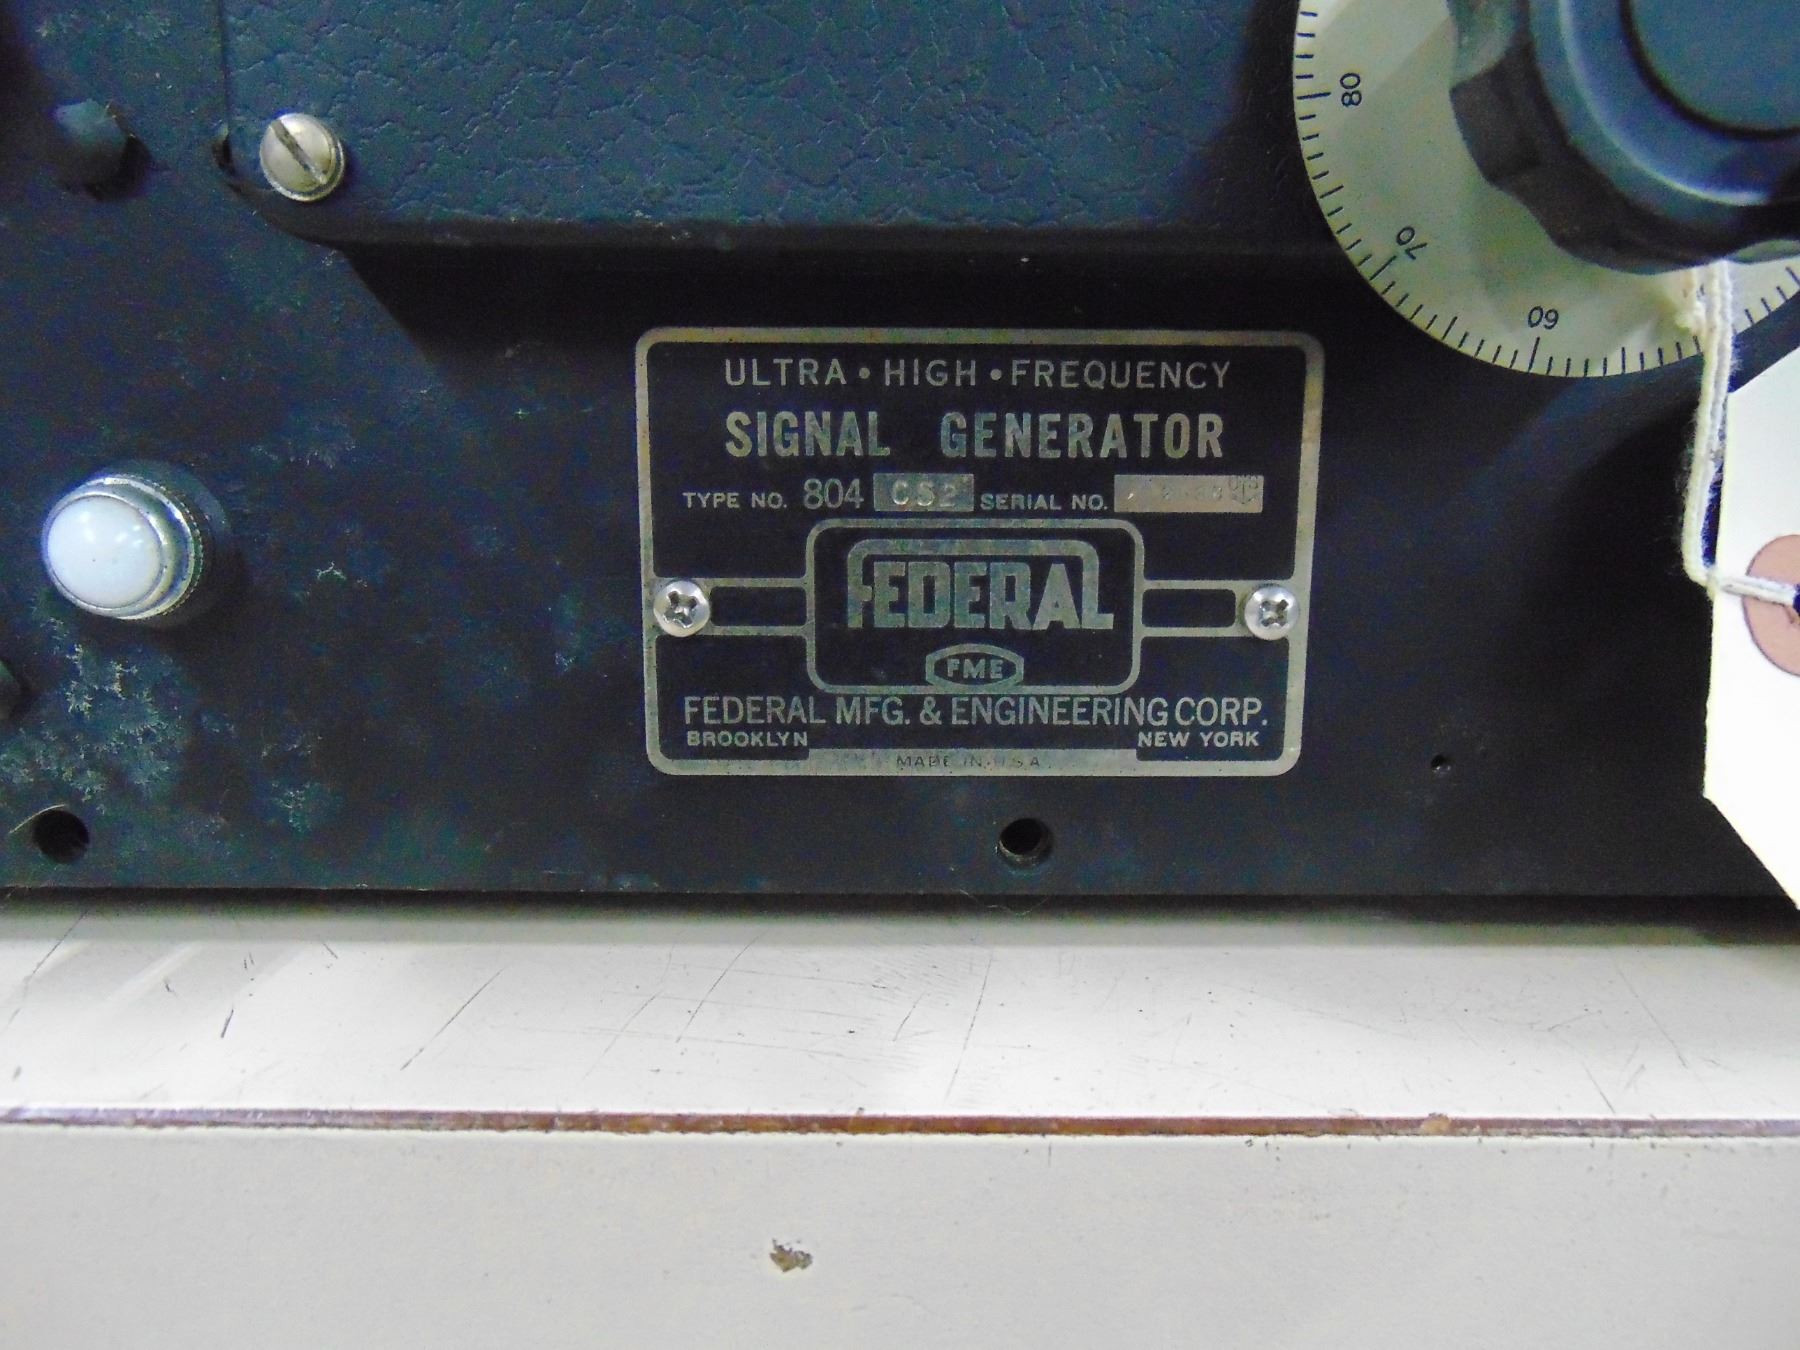 80
70
60
ULTRA • HIGH • FREQUENCY
SIGNAL GENERATOR
TYPE NO. 804 CS2 SERIAL NO.
FEDERAL
FME
FEDERAL MFG. & ENGINEERING CORP.
BROOKLYN NEW YORK
MADE IN U.S.A.